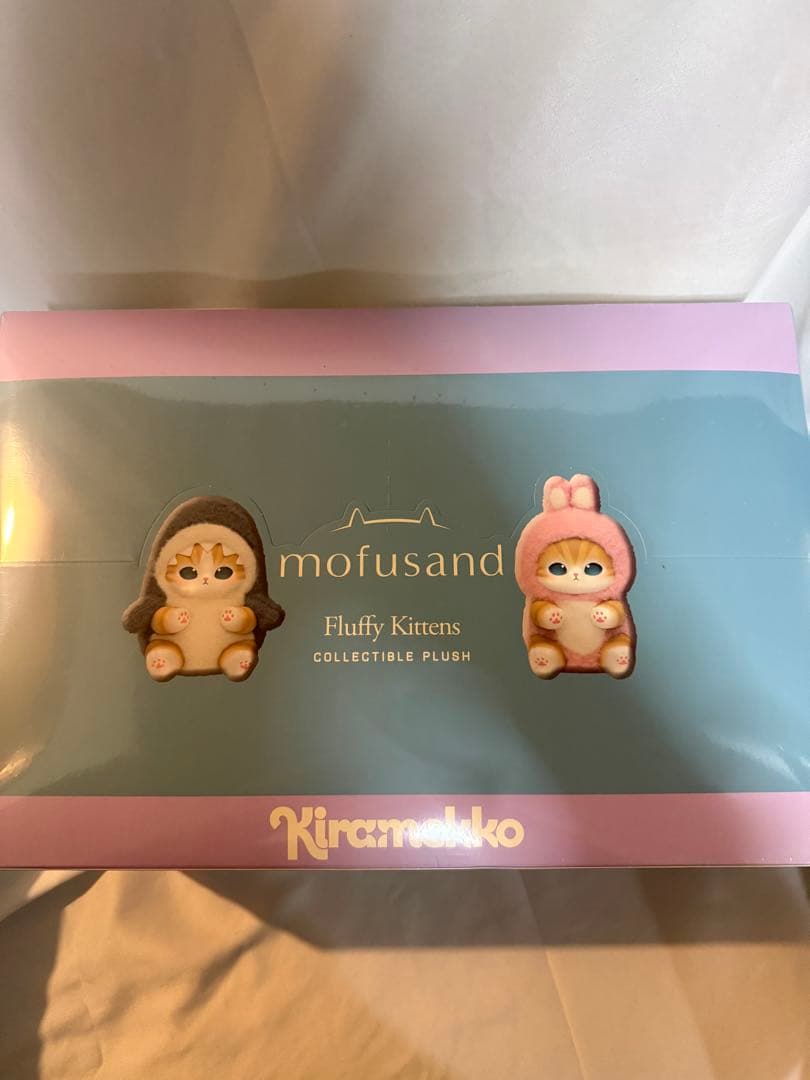 mofusand
Fluffy Kittens
COLLECTIBLE PLUSH
Kiramekko